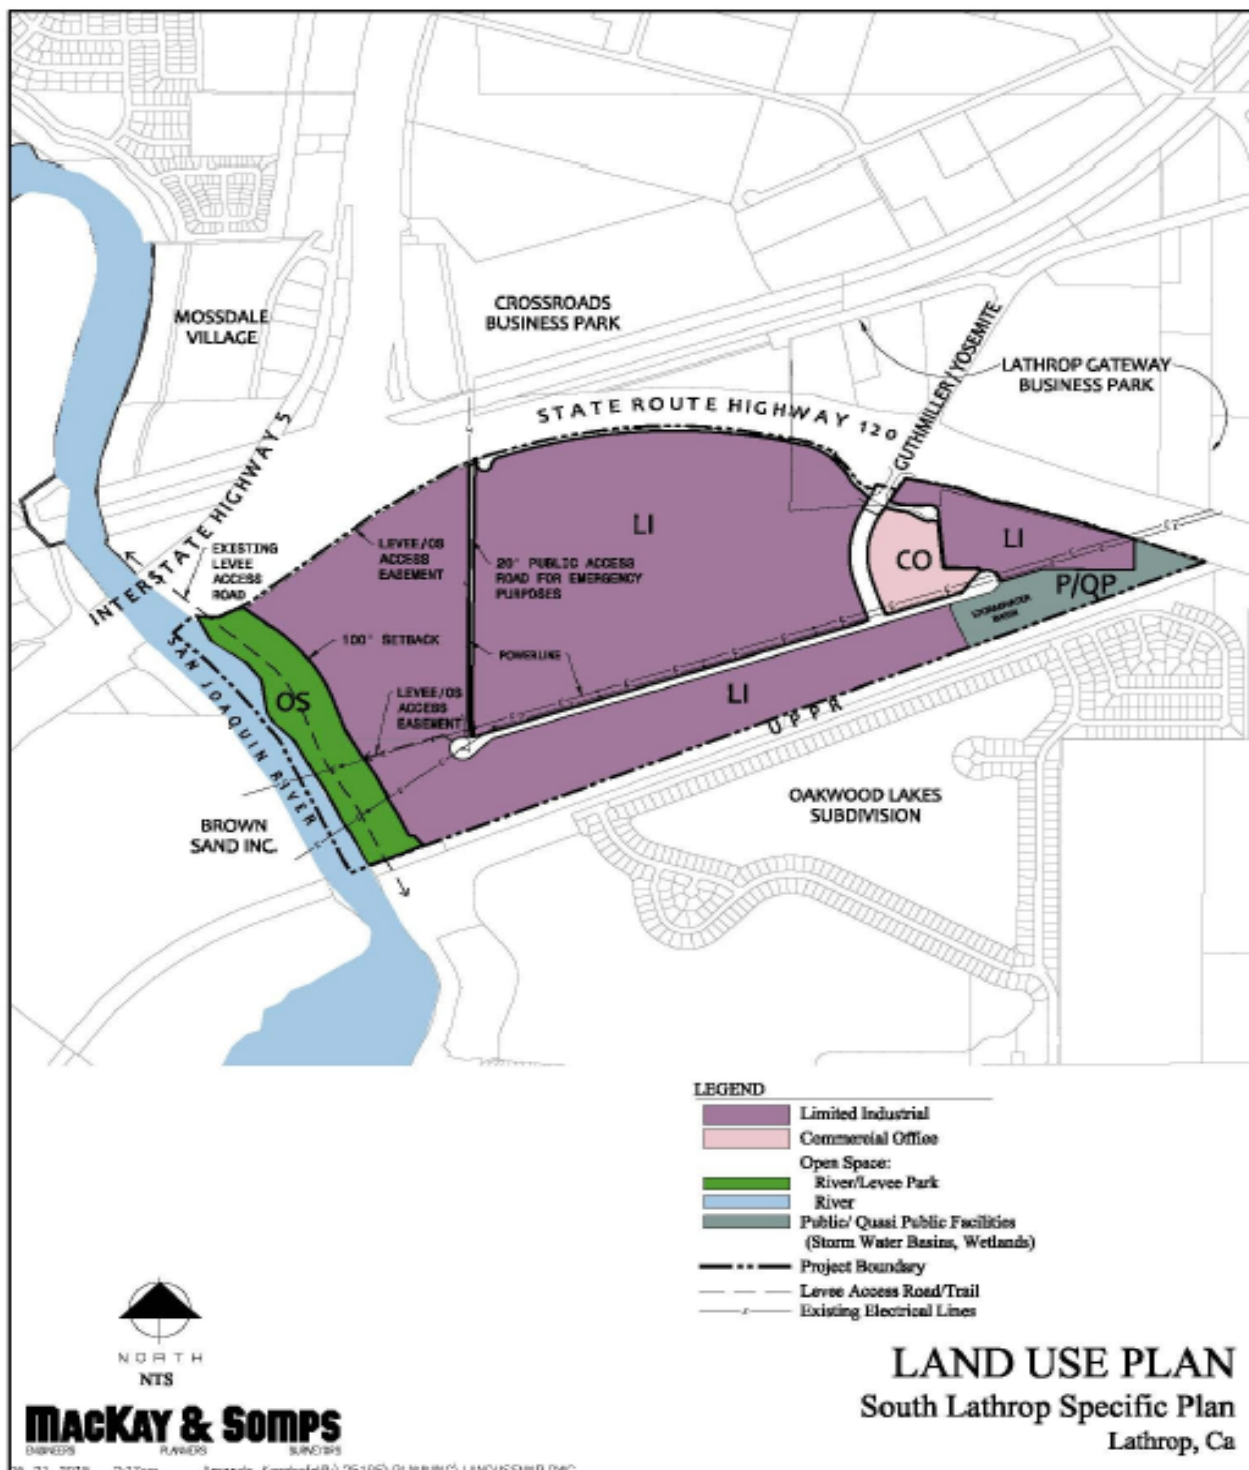 MOSSDALE
VILLAGE
CROSSROADS
BUSINESS PARK
GUTHMILLER / YOSEMITE
LATHROP GATEWAY
BUSINESS PARK
STATE ROUTE HIGHWAY 120
INTERSTATE HIGHWAY 5
EXISTING
LEVEE
ACCESS
ROAD
LEVEE/OS
ACCESS
EASEMENT
20' PUBLIC ACCESS
ROAD FOR EMERGENCY
PURPOSES
LI
LI
CO
P/QP
STORMWATER
BASIN
100' SETBACK
POWERLINE
OS
LEVEE/OS
ACCESS
EASEMENT
LI
UPPR
SAN JOAQUIN RIVER
BROWN
SAND INC.
OAKWOOD LAKES
SUBDIVISION
LEGEND
Limited Industrial
Commercial Office
Open Space:
River/Levee Park
River
Public/ Quasi Public Facilities
(Storm Water Basins, Wetlands)
Project Boundary
Levee Access Road/Trail
Existing Electrical Lines
NORTH
NTS
LAND USE PLAN
South Lathrop Specific Plan
Lathrop, Ca
MACKAY & SOMPS
ENGINEERS PLANNERS SURVEYORS